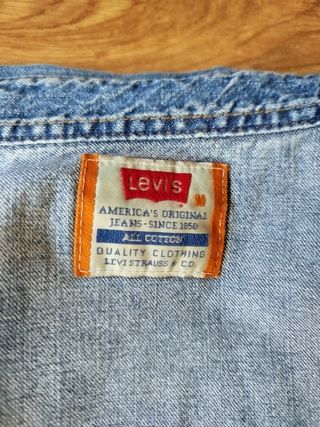 Levi's
M
AMERICA'S ORIGINAL
JEANS-SINCE 1850
ALL COTTON
QUALITY CLOTHING
LEVI STRAUSS & CO.